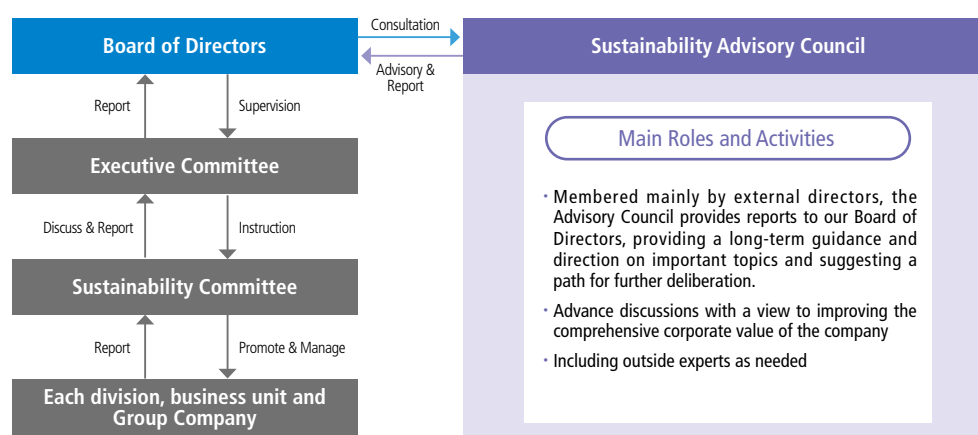 Board of Directors
Consultation
Advisory &
Report
Sustainability Advisory Council
Report
Supervision
Executive Committee
Discuss & Report
Instruction
Sustainability Committee
Report
Promote & Manage
Each division, business unit and
Group Company
Main Roles and Activities
・Membered mainly by external directors, the
Advisory Council provides reports to our Board of
Directors, providing a long-term guidance and
direction on important topics and suggesting a
path for further deliberation.
・Advance discussions with a view to improving the
comprehensive corporate value of the company
・Including outside experts as needed